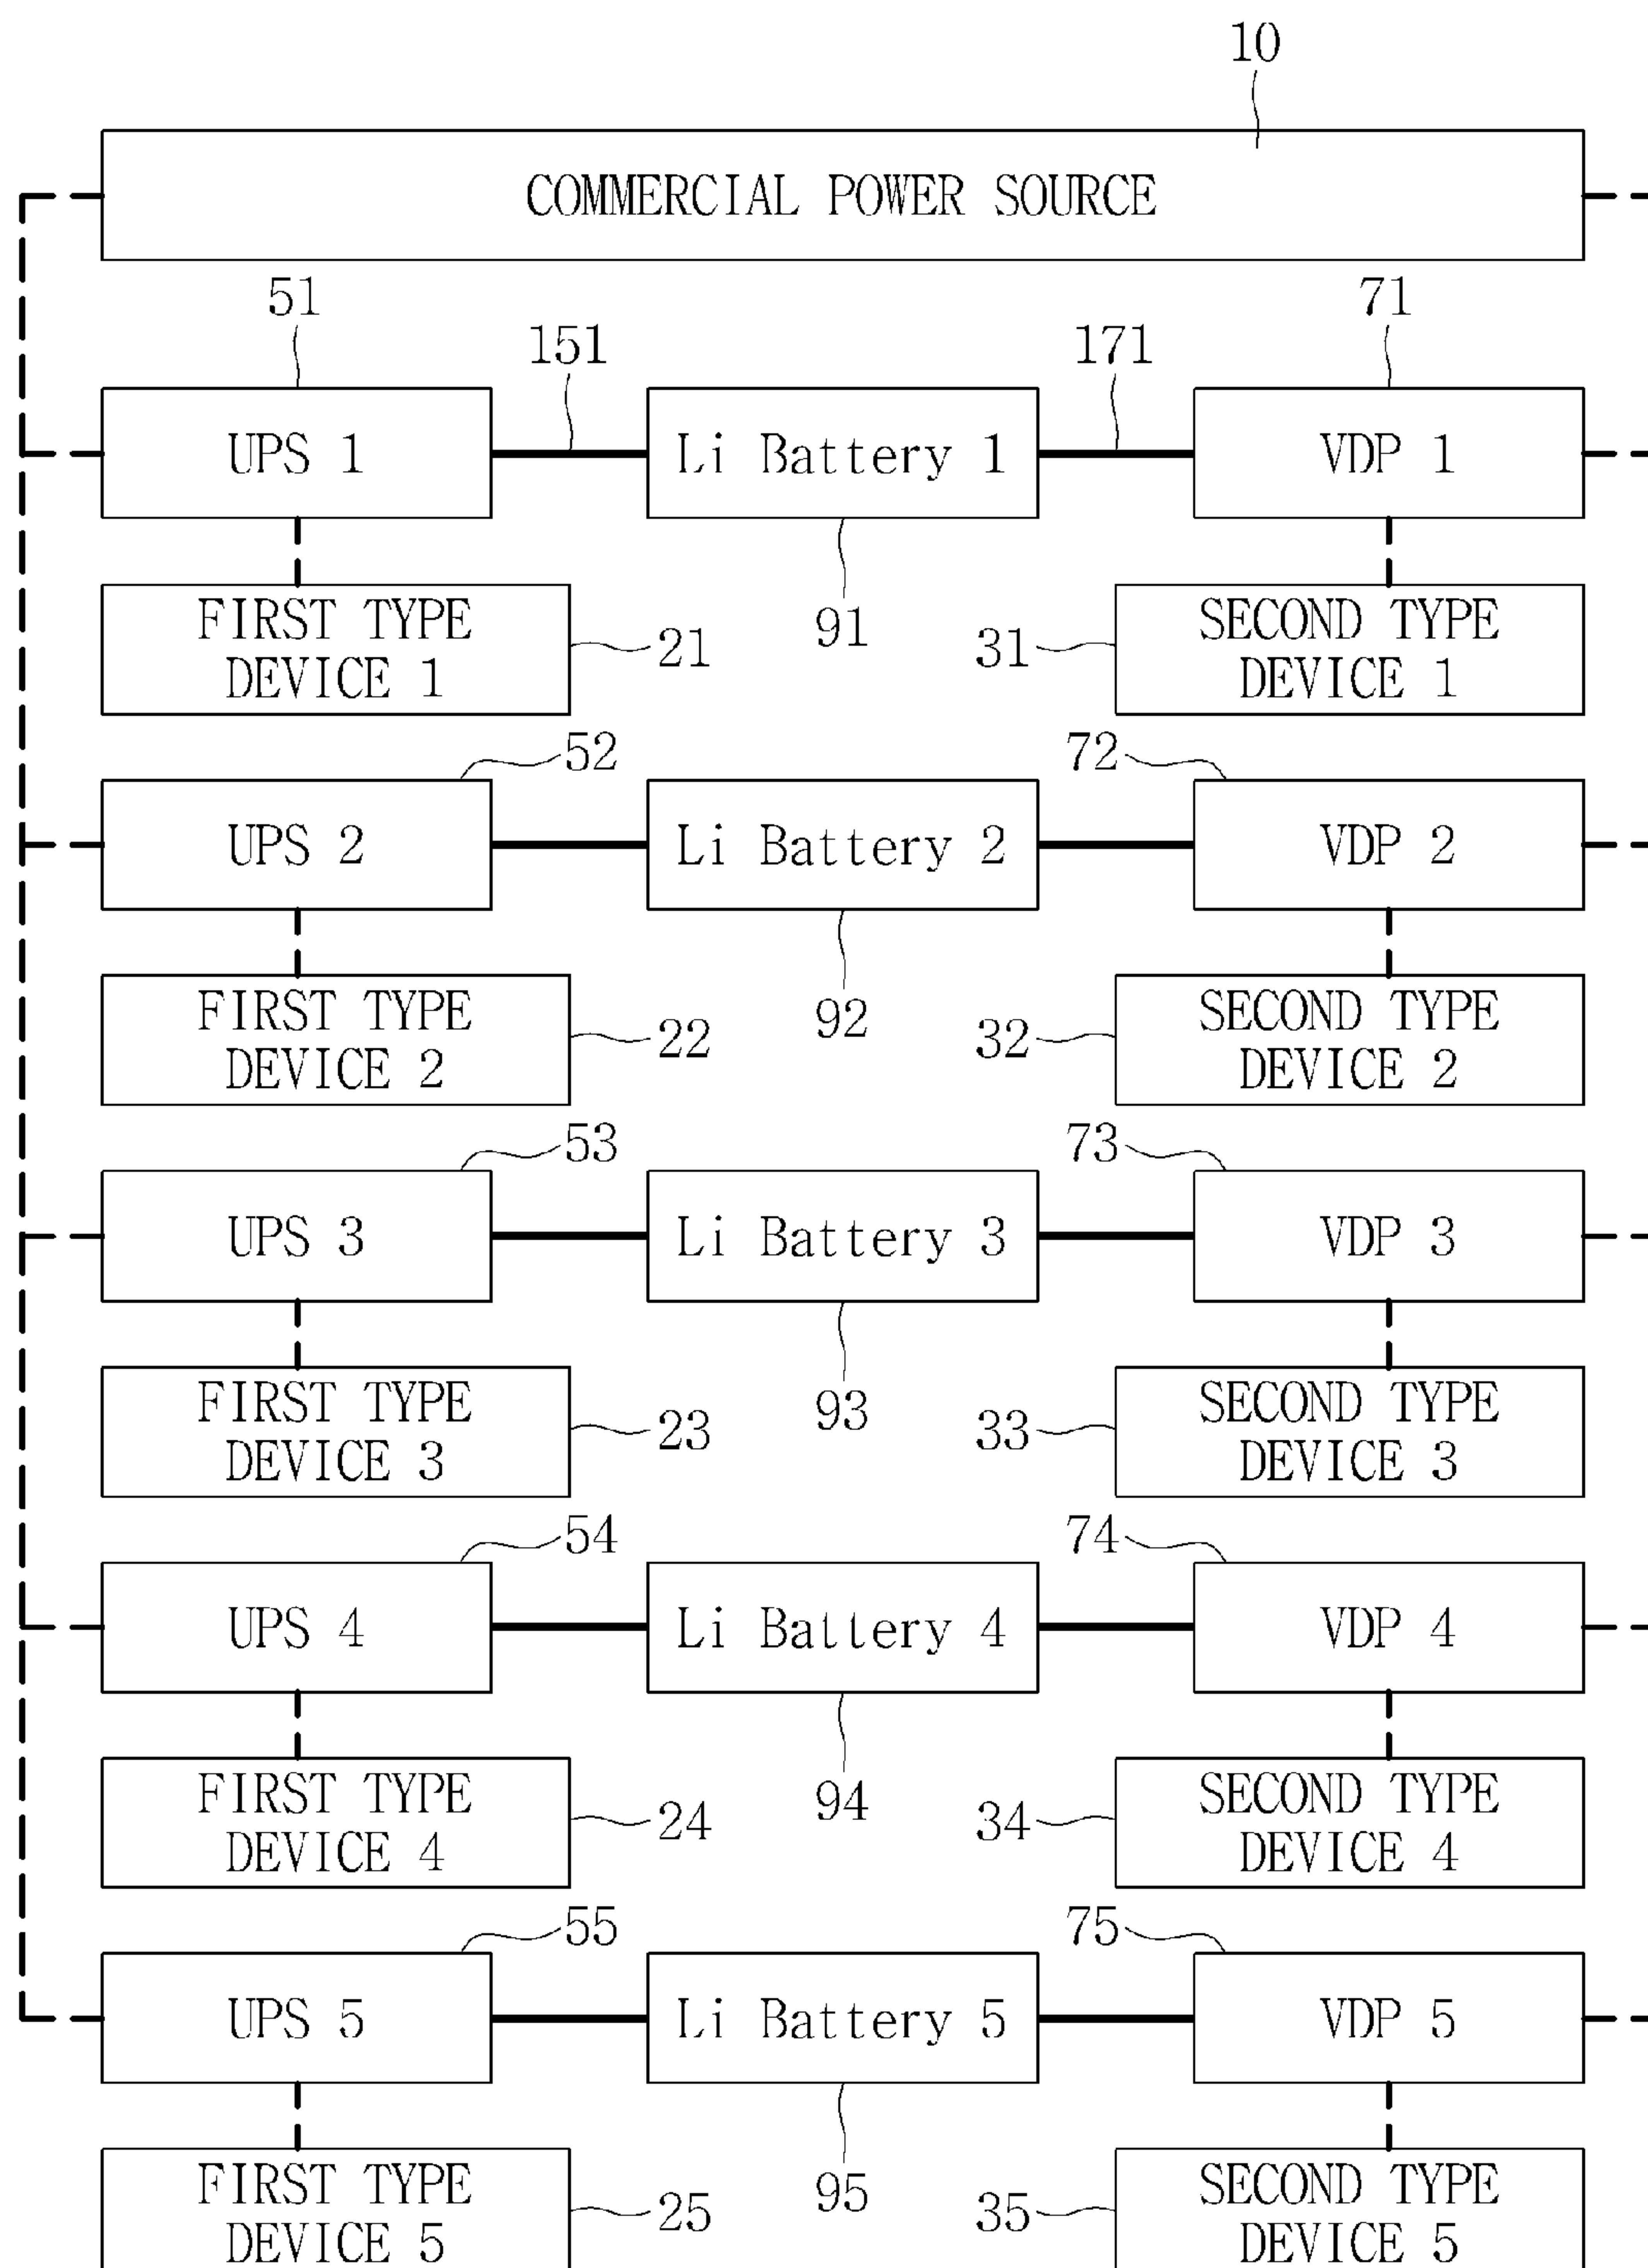 10
COMMERCIAL POWER SOURCE
51
151
171
71
UPS 1
Li Battery 1
VDP 1
91
FIRST TYPE
DEVICE 1
21
31
SECOND TYPE
DEVICE 1
52
72
UPS 2
Li Battery 2
VDP 2
92
FIRST TYPE
DEVICE 2
22
32
SECOND TYPE
DEVICE 2
53
73
UPS 3
Li Battery 3
VDP 3
93
FIRST TYPE
DEVICE 3
23
33
SECOND TYPE
DEVICE 3
54
74
UPS 4
Li Battery 4
VDP 4
94
FIRST TYPE
DEVICE 4
24
34
SECOND TYPE
DEVICE 4
55
75
UPS 5
Li Battery 5
VDP 5
95
FIRST TYPE
DEVICE 5
25
35
SECOND TYPE
DEVICE 5